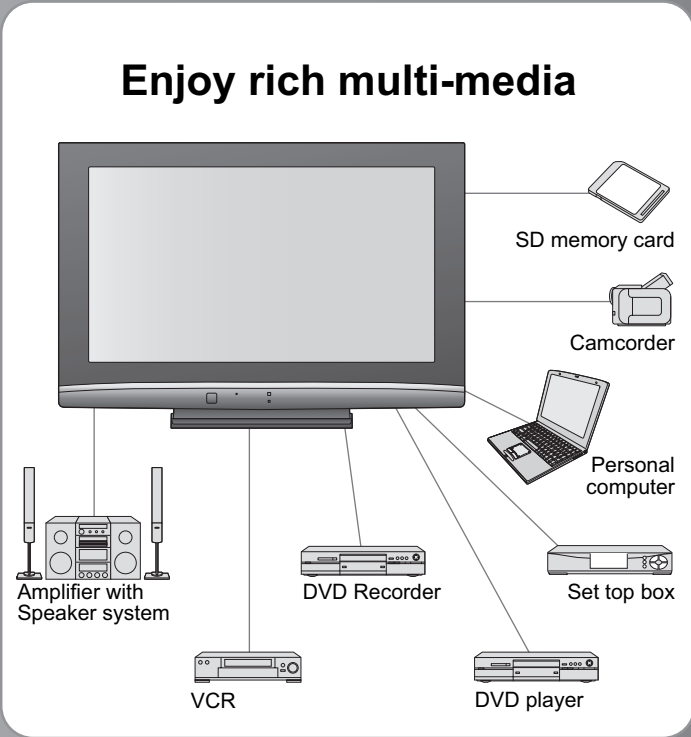 Enjoy rich multi-media
SD memory card
Camcorder
Personal
computer
Amplifier with
Speaker system
DVD Recorder
Set top box
VCR
DVD player